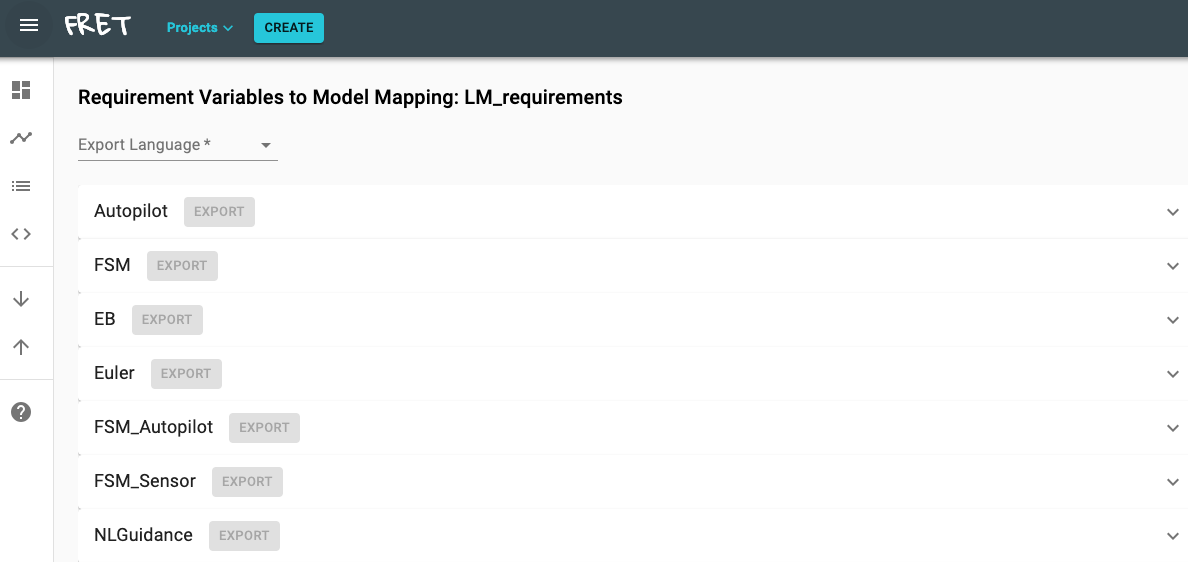 FRET Projects CREATE
Requirement Variables to Model Mapping: LM_requirements
Export Language *
Autopilot EXPORT
FSM EXPORT
EB EXPORT
Euler EXPORT
FSM_Autopilot EXPORT
FSM_Sensor EXPORT
NLGuidance EXPORT